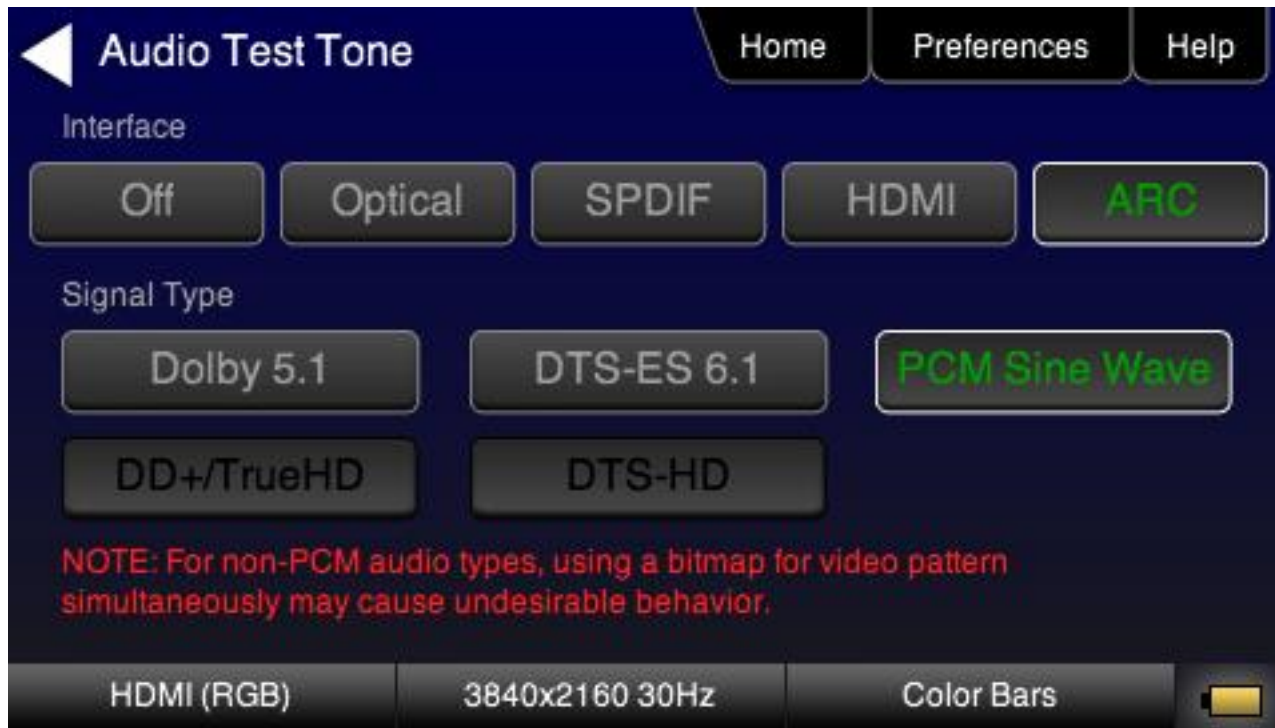 Audio Test Tone Home Preferences Help
Interface
Off Optical SPDIF HDMI ARC
Signal Type
Dolby 5.1 DTS-ES 6.1 PCM Sine Wave
DD+/TrueHD DTS-HD
NOTE: For non-PCM audio types, using a bitmap for video pattern
simultaneously may cause undesirable behavior.
HDMI (RGB) 3840x2160 30Hz Color Bars